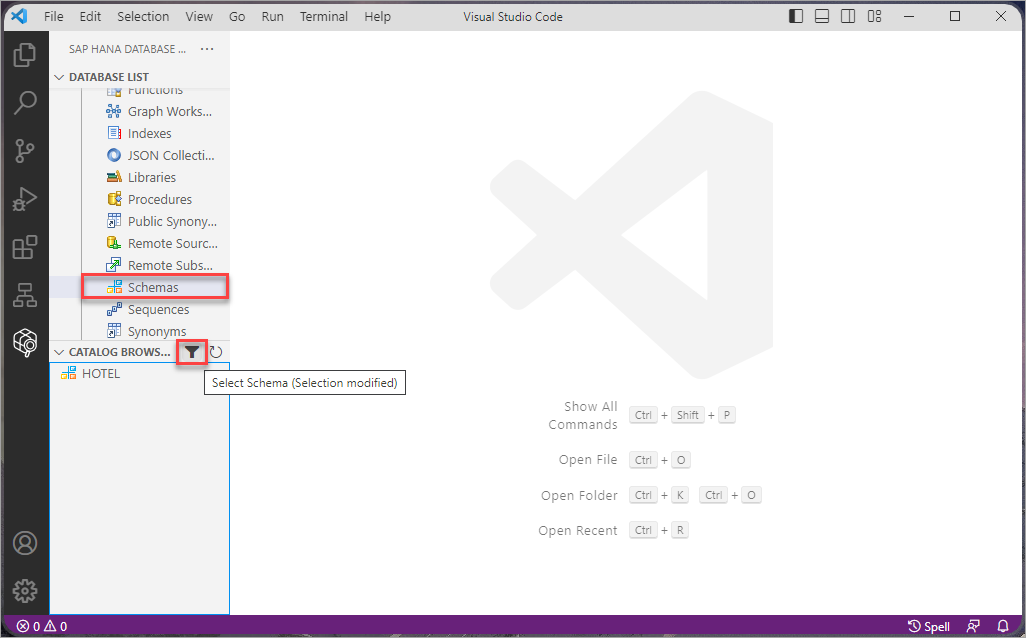 File Edit Selection View Go Run Terminal Help Visual Studio Code
SAP HANA DATABASE ... ...
DATABASE LIST
Functions
Graph Works...
Indexes
JSON Collecti...
Libraries
Procedures
Public Synony...
Remote Sourc...
Remote Subs...
Schemas
Sequences
Synonyms
CATALOG BROWS...
HOTEL
Select Schema (Selection modified)
Show All Commands Ctrl + Shift + P
Open File Ctrl + O
Open Folder Ctrl + K Ctrl + O
Open Recent Ctrl + R
0 0 Spell